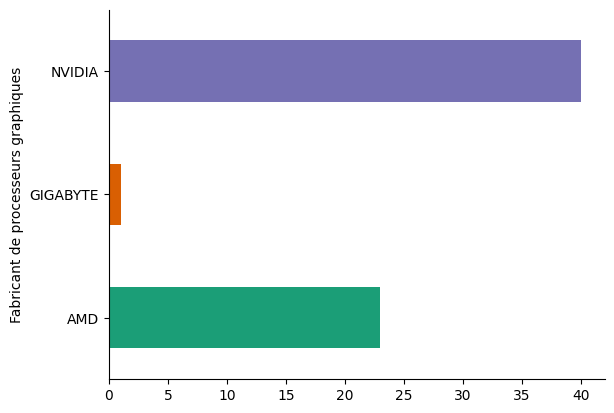 Fabricant de processeurs graphiques
NVIDIA
GIGABYTE
AMD
0 5 10 15 20 25 30 35 40